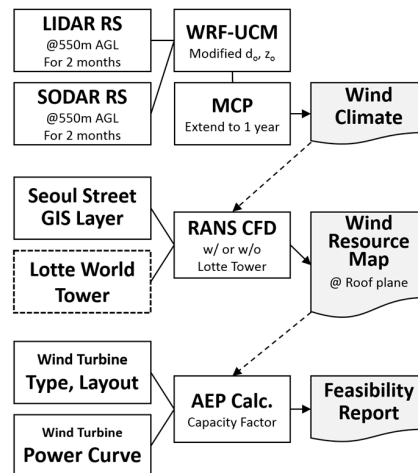 LIDAR RS
@550m AGL
For 2 months
WRF-UCM
Modified dₒ, zₒ
SODAR RS
@550m AGL
For 2 months
MCP
Extend to 1 year
Wind
Climate
Seoul Street
GIS Layer
RANS CFD
w/ or w/o
Lotte Tower
Lotte World
Tower
Wind
Resource
Map
@ Roof plane
Wind Turbine
Type, Layout
AEP Calc.
Capacity Factor
Feasibility
Report
Wind Turbine
Power Curve